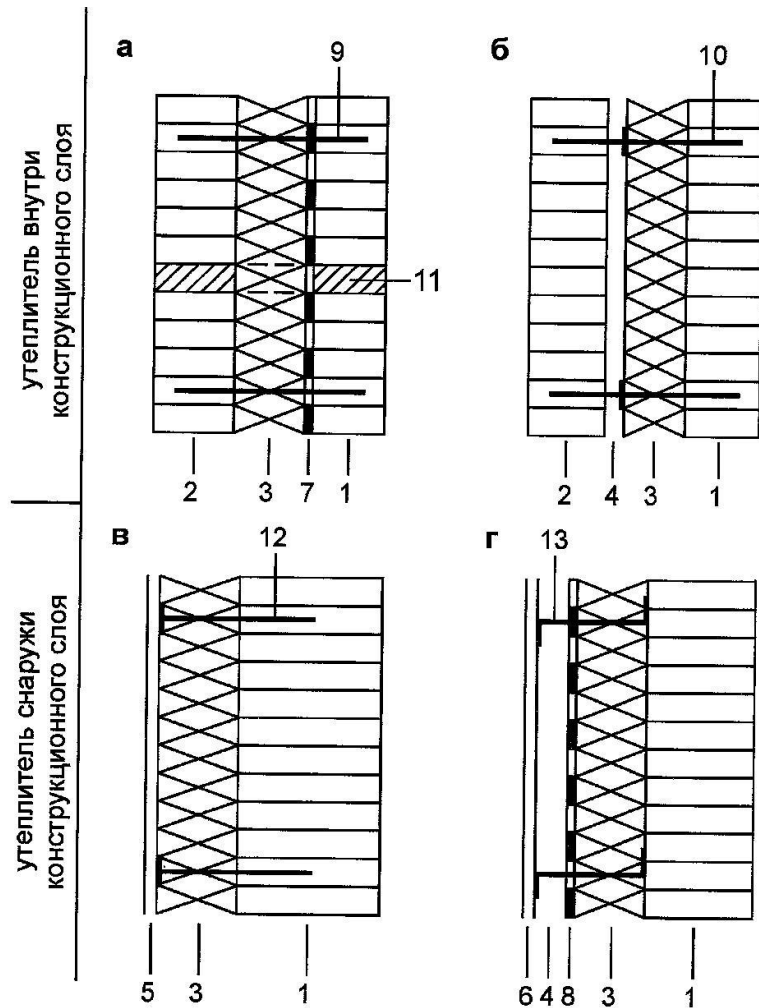 утеплитель внутри
конструкционного слоя
а
9
11
2 3 7 1
б
10
2 4 3 1
утеплитель снаружи
конструкционного слоя
в
12
5 3 1
г
13
6 4 8 3 1